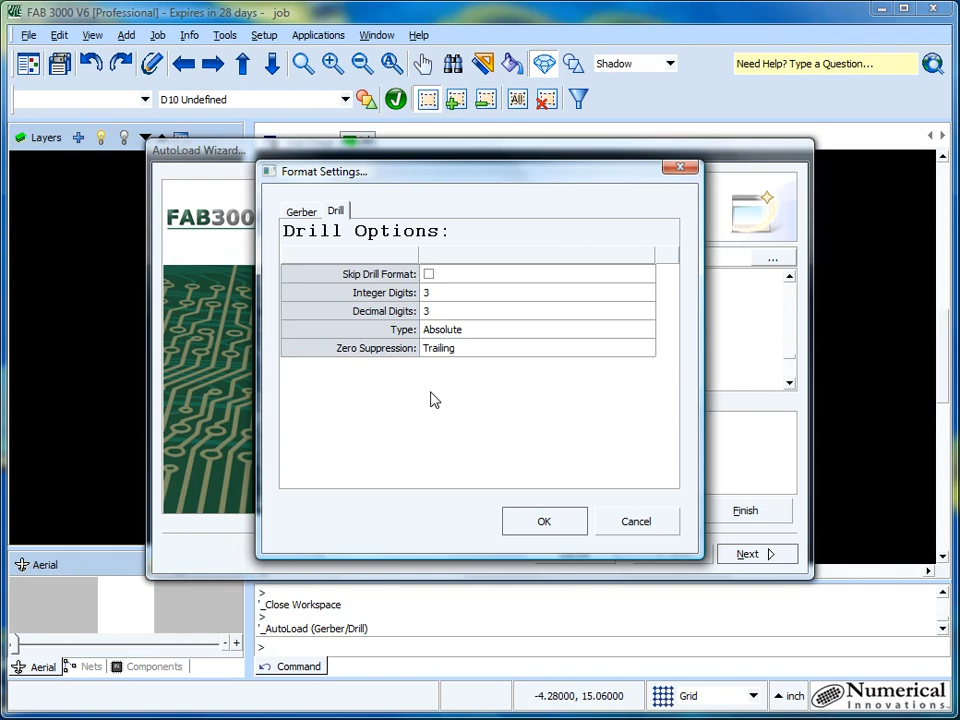 FAB 3000 V6 [Professional] - Expires in 28 days - job
File Edit View Add Job Info Tools Setup Applications Window Help
Shadow
Need Help? Type a Question...
D10 Undefined
All
Layers
AutoLoad Wizard...
Format Settings...
FAB300
Gerber Drill
Drill Options:
...
Skip Drill Format:
Integer Digits: 3
Decimal Digits: 3
Type: Absolute
Zero Suppression: Trailing
OK Cancel
Finish
Next
Aerial
>
'_Close Workspace
>
'_AutoLoad (Gerber/Drill)
>
- +
Aerial Nets Components
Command
-4.28000, 15.06000
Grid
inch
Numerical
Innovations